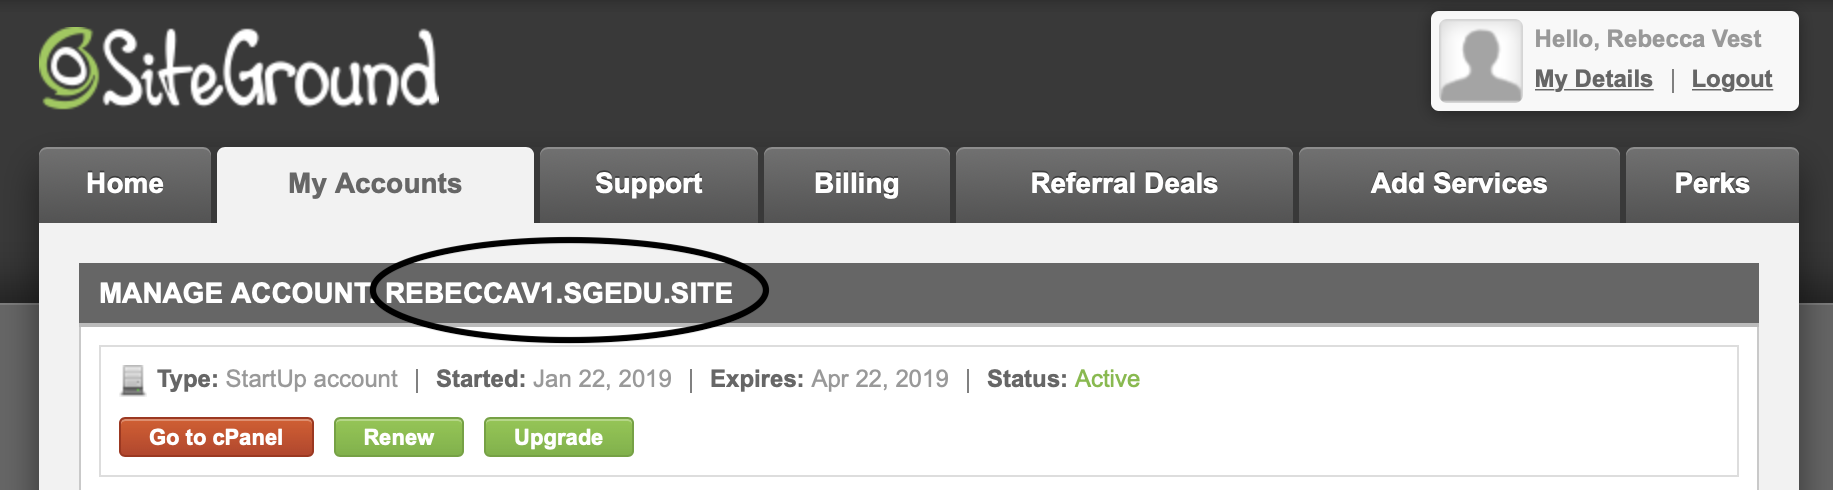 SiteGround
Hello, Rebecca Vest
My Details | Logout
Home
My Accounts
Support
Billing
Referral Deals
Add Services
Perks
MANAGE ACCOUNT: REBECCAV1.SGEDU.SITE
Type: StartUp account | Started: Jan 22, 2019 | Expires: Apr 22, 2019 | Status: Active
Go to cPanel
Renew
Upgrade